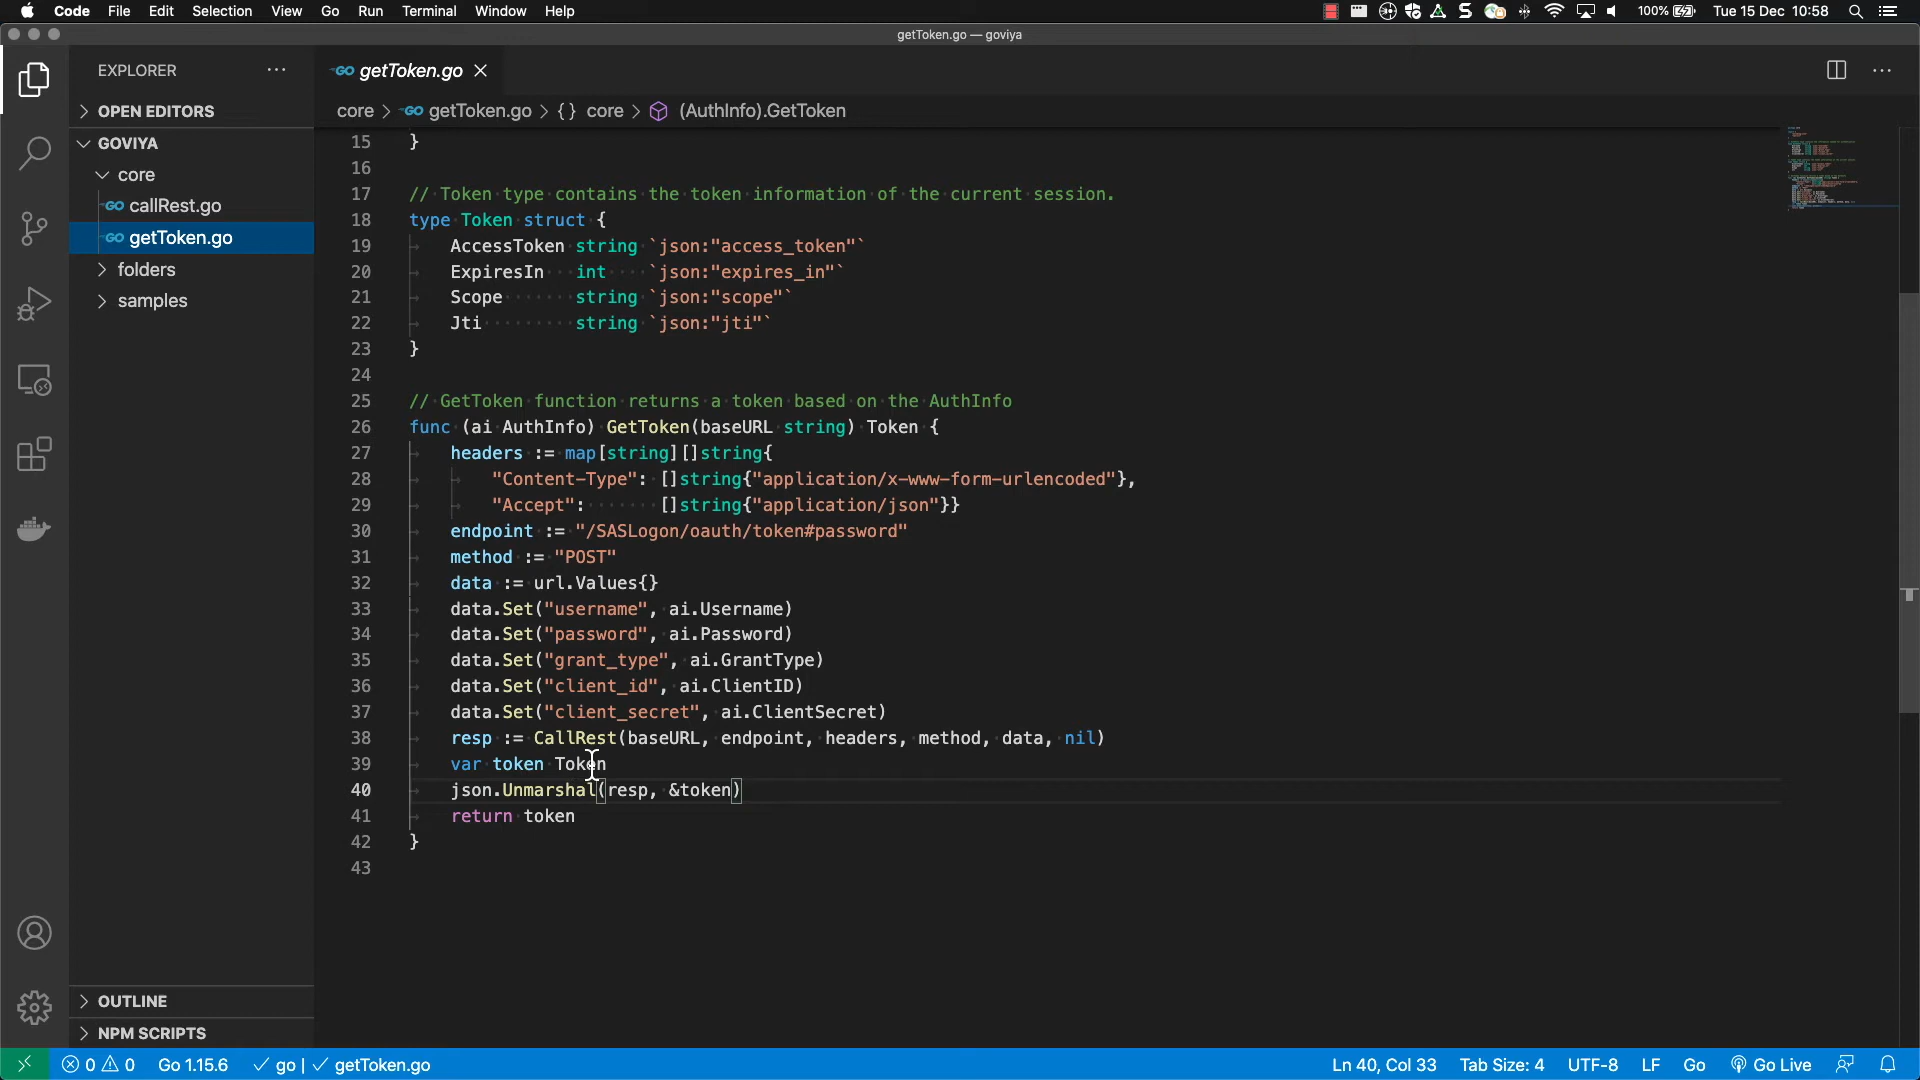 Code File Edit Selection View Go Run Terminal Window Help
100% Tue 15 Dec 10:58
getToken.go — goviya
EXPLORER
OPEN EDITORS
GOVIYA
core
GO callRest.go
GO getToken.go
folders
samples
OUTLINE
NPM SCRIPTS
GO getToken.go
core > GO getToken.go > {} core > (AuthInfo).GetToken
15 }
16
17 // Token type contains the token information of the current session.
18 type Token struct {
19 AccessToken string `json:"access_token"`
20 ExpiresIn int `json:"expires_in"`
21 Scope string `json:"scope"`
22 Jti string `json:"jti"`
23 }
24
25 // GetToken function returns a token based on the AuthInfo
26 func (ai AuthInfo) GetToken(baseURL string) Token {
27 headers := map[string][]string{
28 "Content-Type": []string{"application/x-www-form-urlencoded"},
29 "Accept": []string{"application/json"}}
30 endpoint := "/SASLogon/oauth/token#password"
31 method := "POST"
32 data := url.Values{}
33 data.Set("username", ai.Username)
34 data.Set("password", ai.Password)
35 data.Set("grant_type", ai.GrantType)
36 data.Set("client_id", ai.ClientID)
37 data.Set("client_secret", ai.ClientSecret)
38 resp := CallRest(baseURL, endpoint, headers, method, data, nil)
39 var token Token
40 json.Unmarshal(resp, &token)
41 return token
42 }
43
0 0 Go 1.15.6 go | getToken.go
Ln 40, Col 33 Tab Size: 4 UTF-8 LF Go Go Live